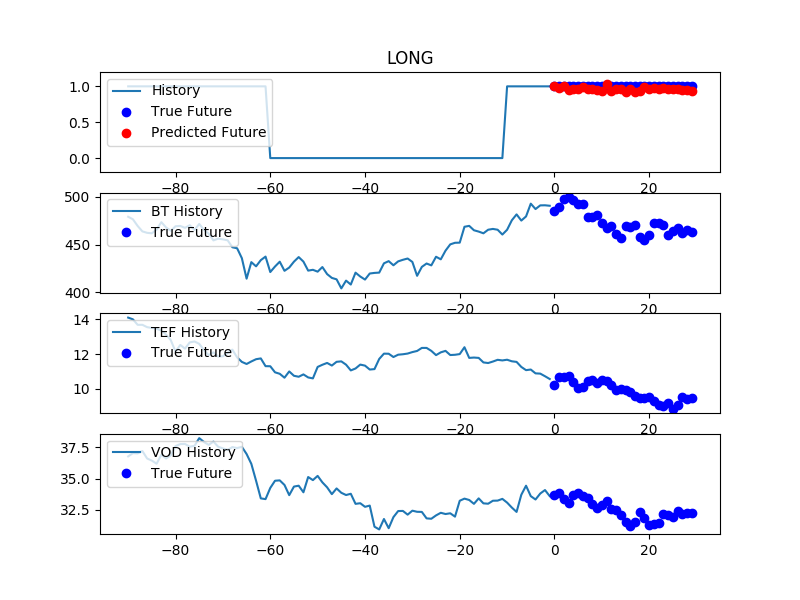 LONG
1.0
0.5
0.0
History
True Future
Predicted Future
−80 −60 −40 −20 0 20
500
450
400
BT History
True Future
−80 −60 −40 −20 0 20
14
12
10
TEF History
True Future
−80 −60 −40 −20 0 20
37.5
35.0
32.5
VOD History
True Future
−80 −60 −40 −20 0 20